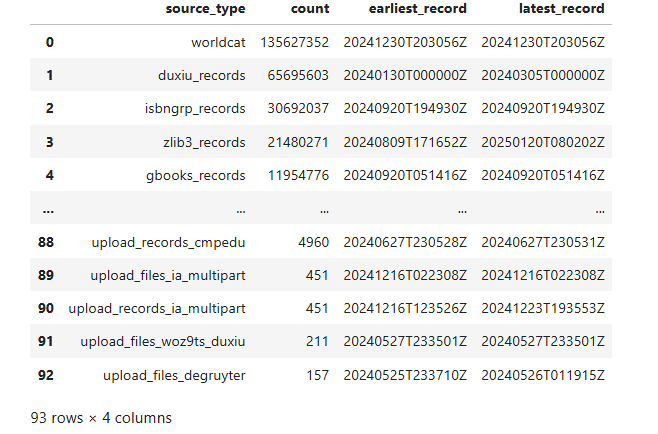 source_type count earliest_record latest_record
0 worldcat 135627352 20241230T203056Z 20241230T203056Z
1 duxiu_records 65695603 20240130T000000Z 20240305T000000Z
2 isbngrp_records 30692037 20240920T194930Z 20240920T194930Z
3 zlib3_records 21480271 20240809T171652Z 20250120T080202Z
4 gbooks_records 11954776 20240920T051416Z 20240920T051416Z
... ... ... ... ...
88 upload_records_cmpedu 4960 20240627T230528Z 20240627T230531Z
89 upload_files_ia_multipart 451 20241216T022308Z 20241216T022308Z
90 upload_records_ia_multipart 451 20241216T123526Z 20241223T193553Z
91 upload_files_woz9ts_duxiu 211 20240527T233501Z 20240527T233501Z
92 upload_files_degruyter 157 20240525T233710Z 20240526T011915Z
93 rows × 4 columns